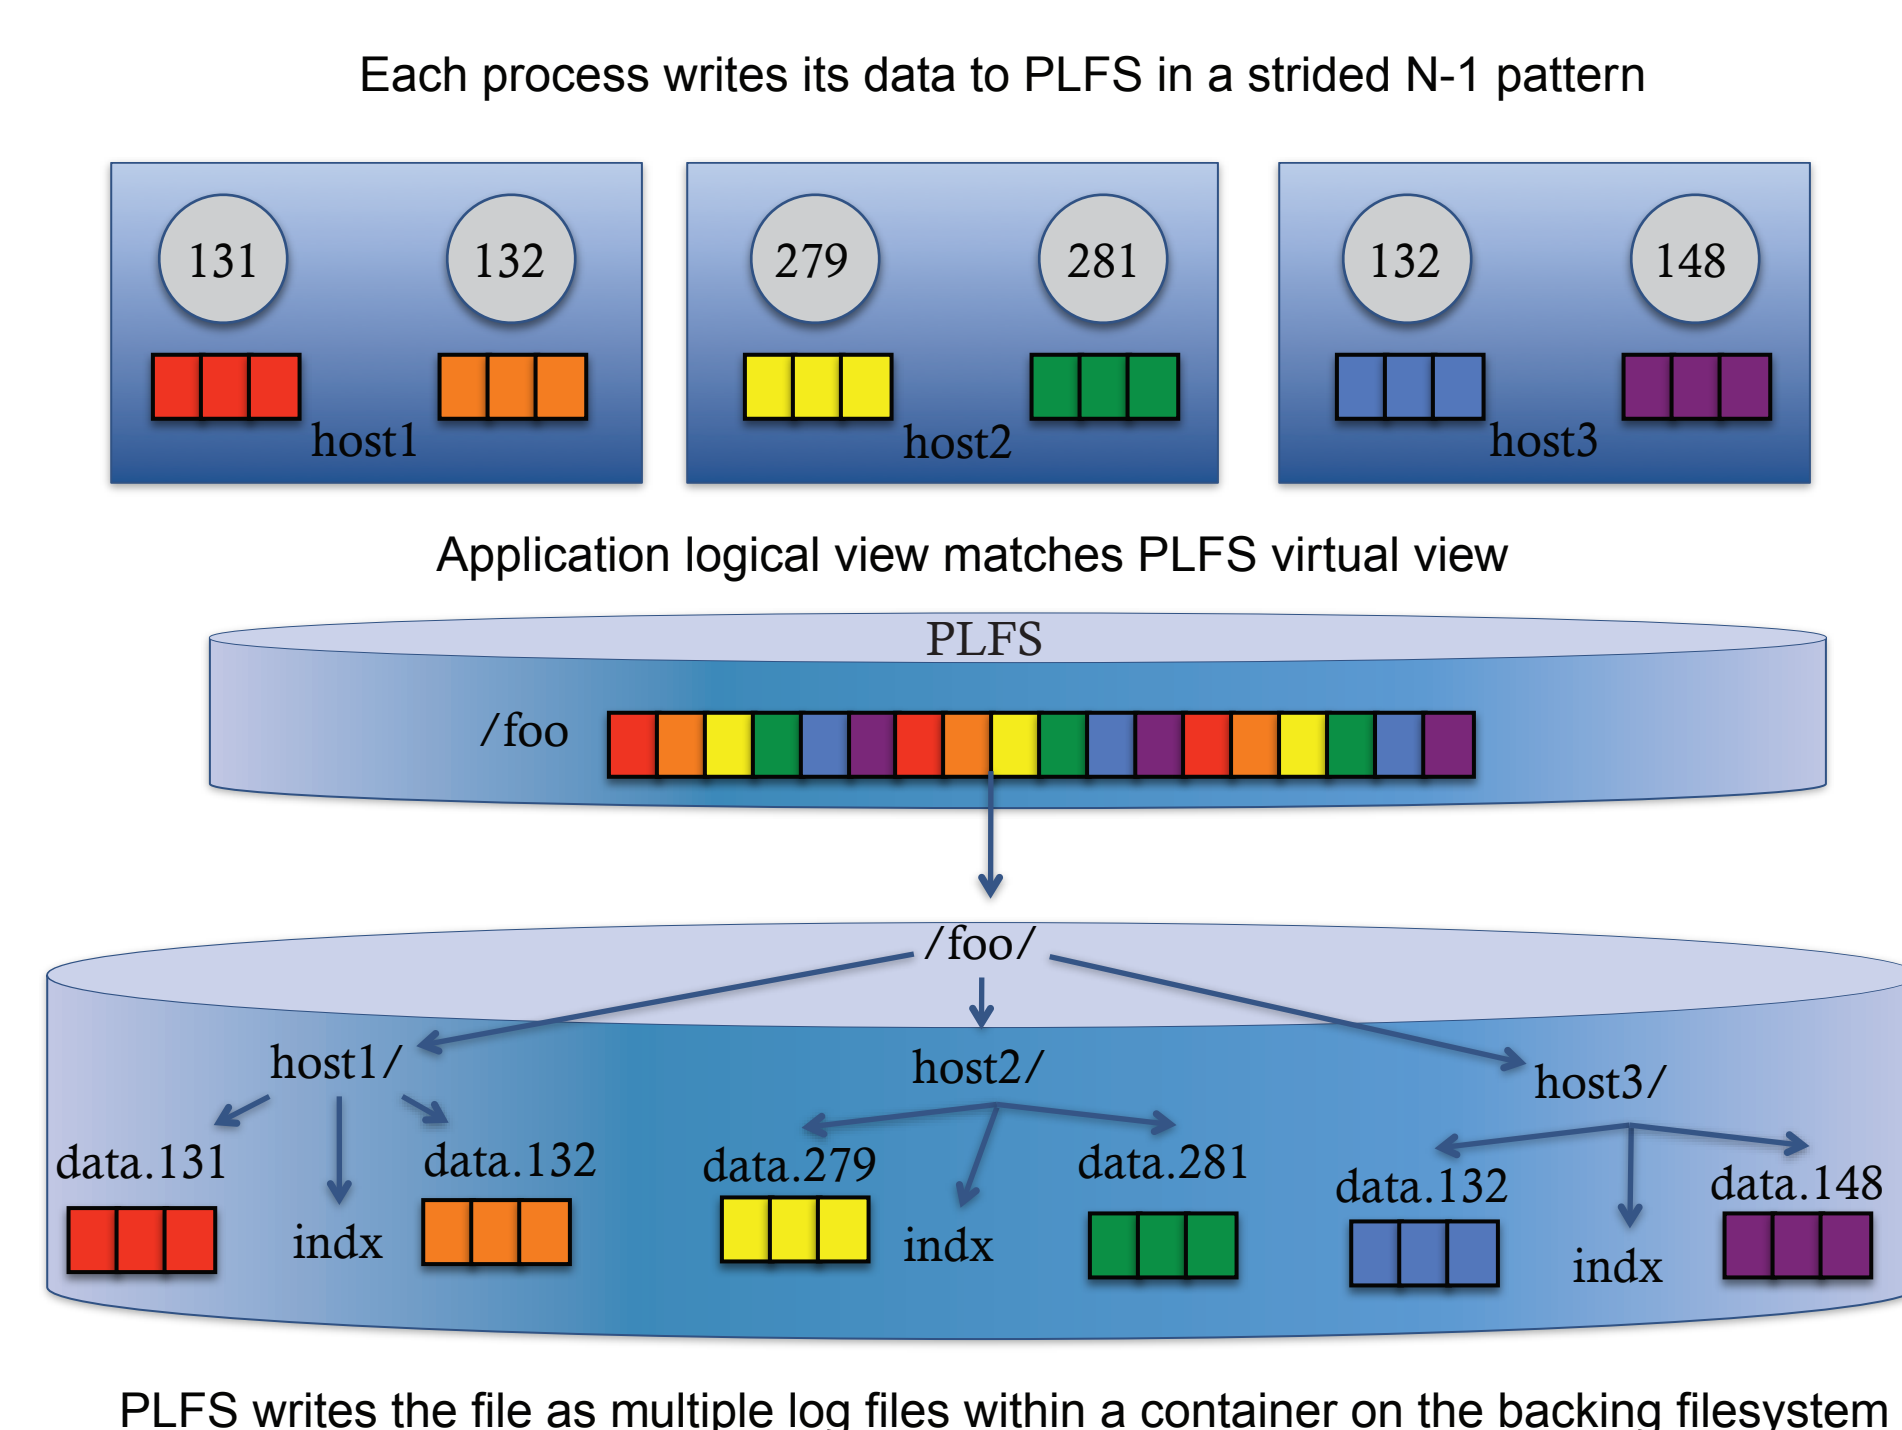 Each process writes its data to PLFS in a strided N-1 pattern
131 132 279 281 132 148
host1 host2 host3
Application logical view matches PLFS virtual view
PLFS
/foo
/foo/
host1/ host2/ host3/
data.131 data.132 data.279 data.281 data.132 data.148
indx indx indx
PLFS writes the file as multiple log files within a container on the backing filesystem